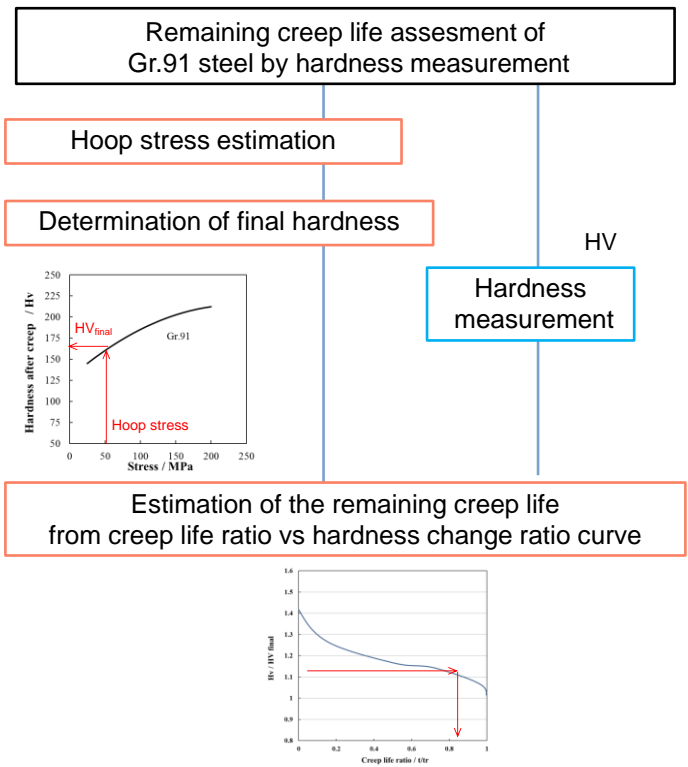 Remaining creep life assesment of
Gr.91 steel by hardness measurement
Hoop stress estimation
Determination of final hardness
HV
Hardness
measurement
250
225
200
175
150
125
100
75
50
0
50
100
150
200
250
Hardness after creep / Hv
Stress / MPa
HVfinal
Gr.91
Hoop stress
Estimation of the remaining creep life
from creep life ratio vs hardness change ratio curve
1.6
1.5
1.4
1.3
1.2
1.1
1
0.9
0.8
0
0.2
0.4
0.6
0.8
1
Hv / HV final
Creep life ratio / t/tr